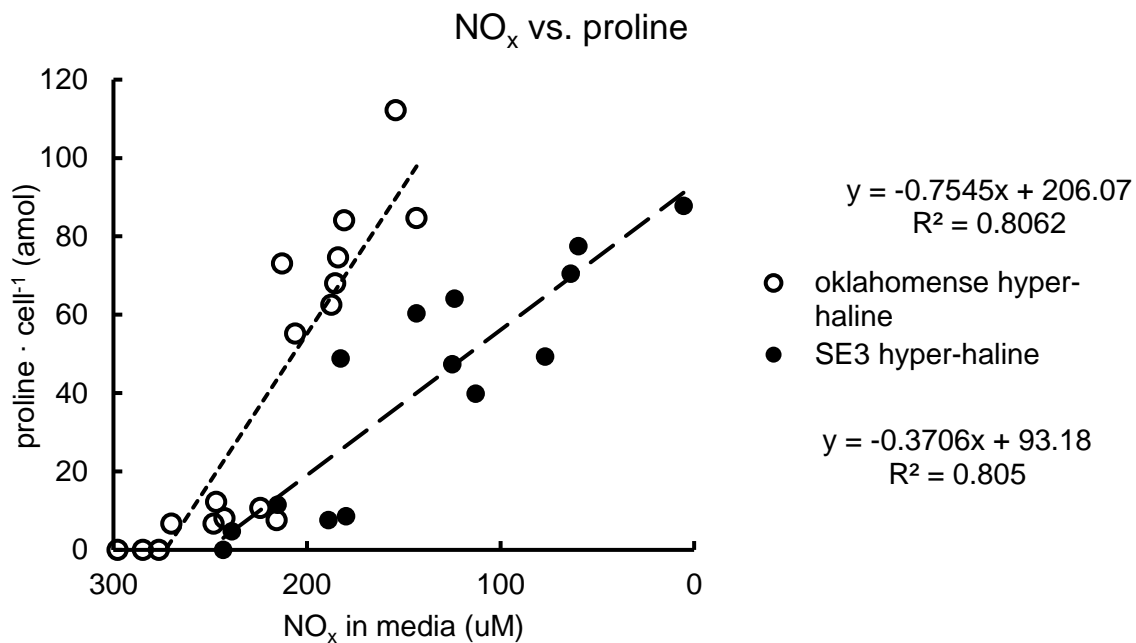 NOₓ vs. proline
120
100
80
60
40
20
0
proline · cell⁻¹ (amol)
300
200
100
0
NOₓ in media (uM)
y = -0.7545x + 206.07
R² = 0.8062
oklahomense hyper-
haline
SE3 hyper-haline
y = -0.3706x + 93.18
R² = 0.805